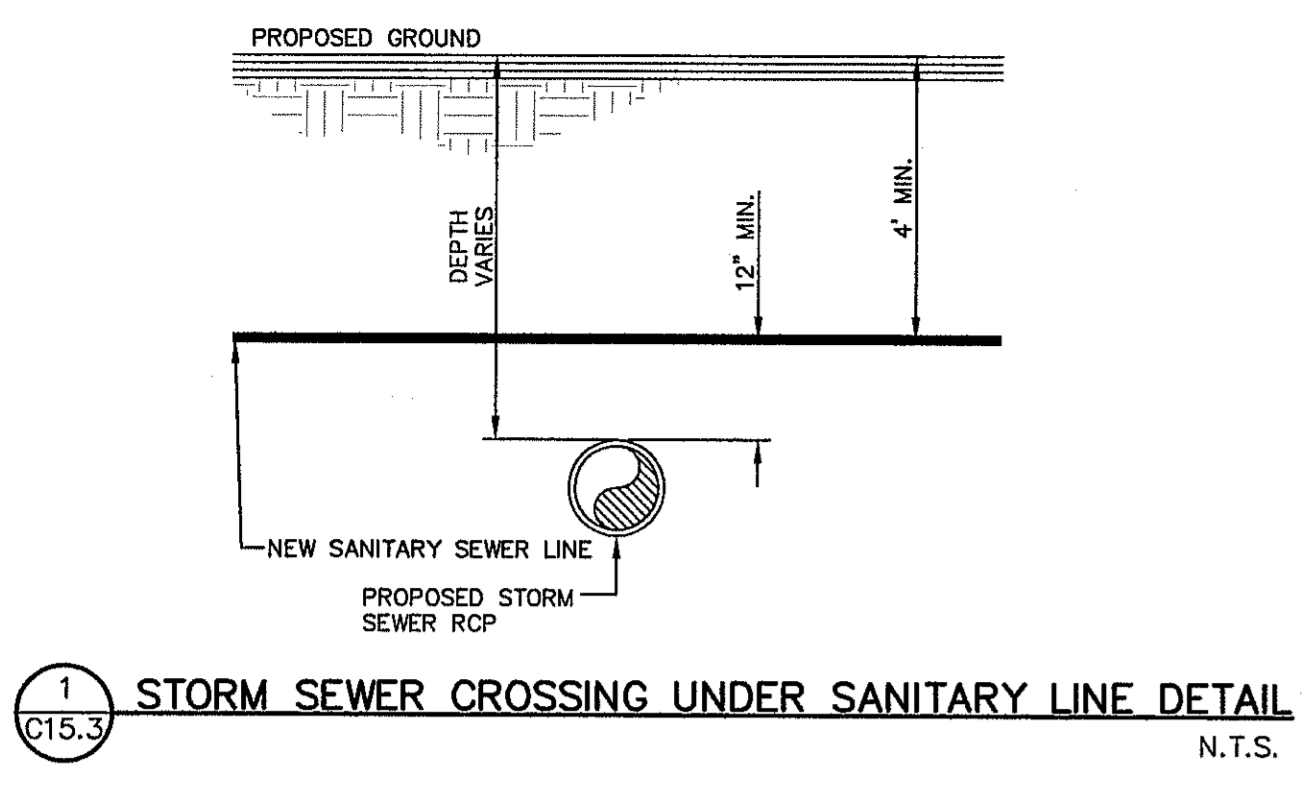 PROPOSED GROUND
DEPTH
VARIES
12" MIN.
4' MIN.
NEW SANITARY SEWER LINE
PROPOSED STORM
SEWER RCP
1
C15.3
STORM SEWER CROSSING UNDER SANITARY LINE DETAIL
N.T.S.